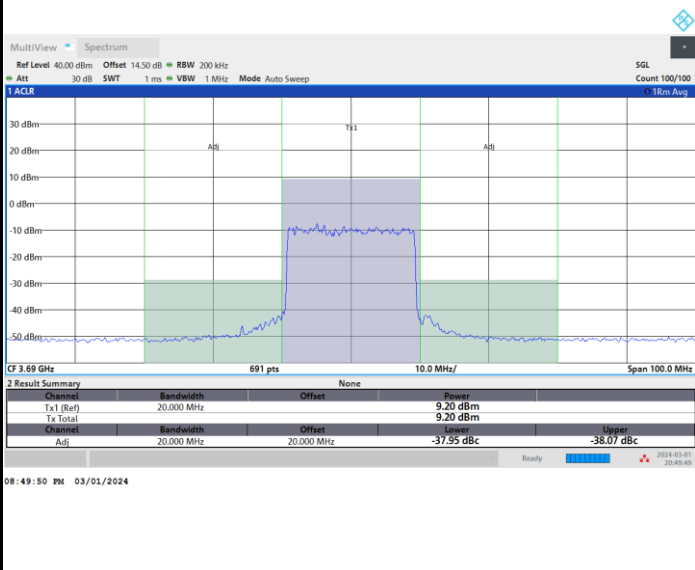 MultiView Spectrum
Ref Level 40.00 dBm Offset 14.50 dB RBW 200 kHz SGL
Att 30 dB SWT 1 ms VBW 1 MHz Mode Auto Sweep Count 100/100
1 ACLR 1Rm Avg
Tx1
30 dBm
Adj Adj
20 dBm
10 dBm
0 dBm
-10 dBm
-20 dBm
-30 dBm
-40 dBm
-50 dBm
CF 3.69 GHz 691 pts 10.0 MHz/ Span 100.0 MHz
2 Result Summary None
Channel Bandwidth Offset Power
Tx1 (Ref) 20.000 MHz 9.20 dBm
Tx Total 9.20 dBm
Channel Bandwidth Offset Lower Upper
Adj 20.000 MHz 20.000 MHz -37.95 dBc -38.07 dBc
Ready 2024-03-01
20:49:49
08:49:50 PM 03/01/2024